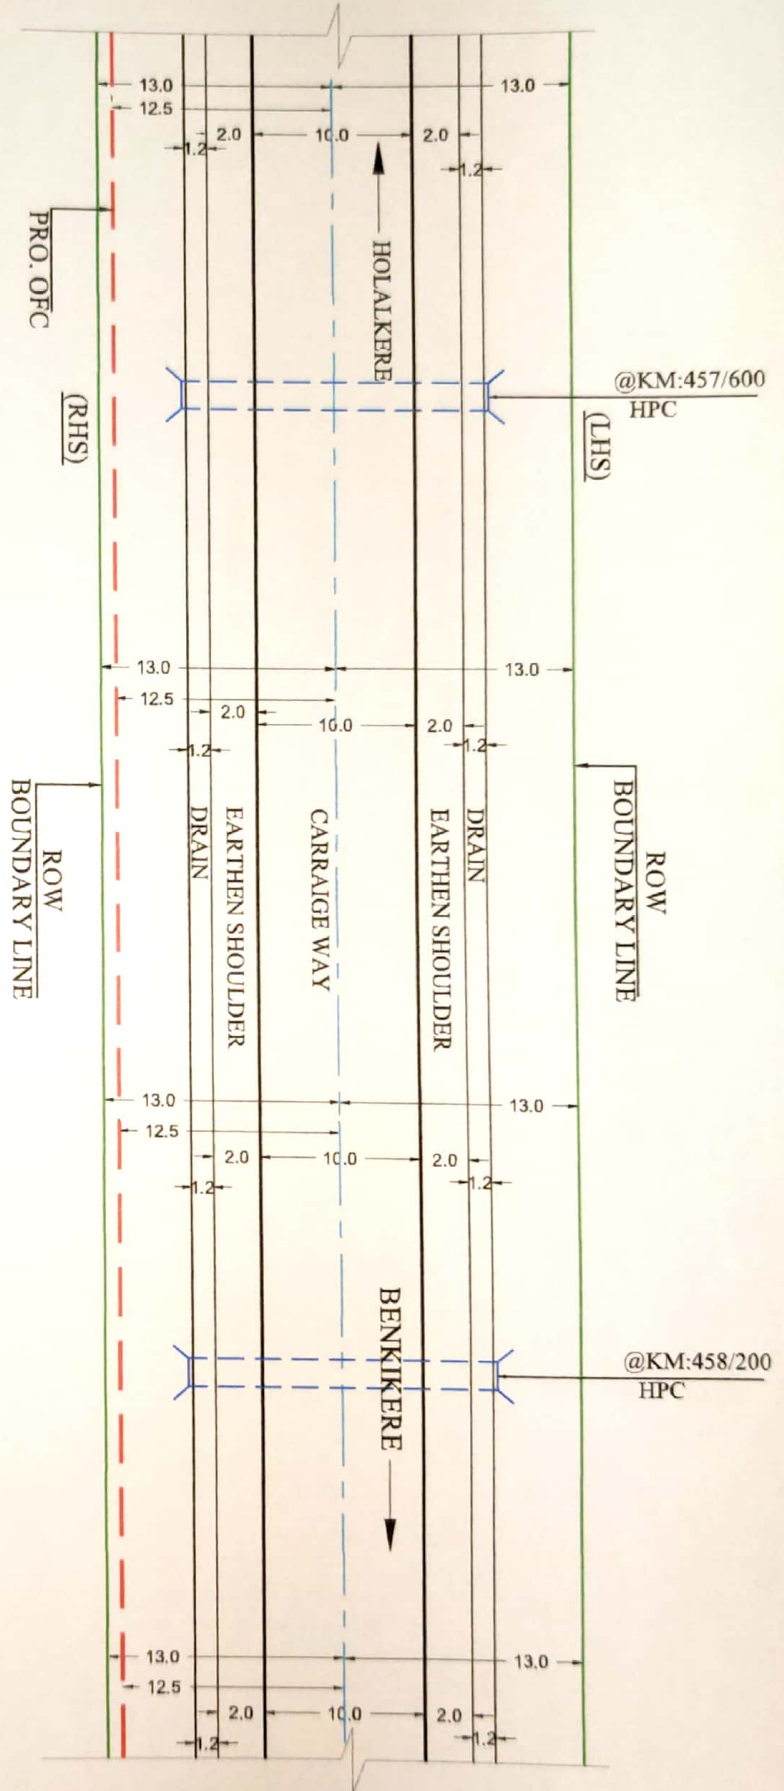 13.0
13.0
12.5
2.0
10.0
2.0
1.2
1.2
HOLALKERE
PRO. OFC
(RHS)
@KM:457/600
HPC
(LHS)
13.0
13.0
12.5
2.0
10.0
2.0
1.2
1.2
ROW
BOUNDARY LINE
DRAIN
EARTHEN SHOULDER
CARRAIGE WAY
EARTHEN SHOULDER
DRAIN
ROW
BOUNDARY LINE
13.0
13.0
12.5
2.0
10.0
2.0
1.2
1.2
BENKIKERE
@KM:458/200
HPC
13.0
13.0
12.5
2.0
10.0
2.0
1.2
1.2